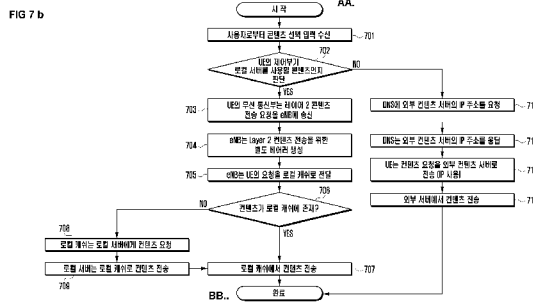 FIG 7 b
AA.
시 작
사용자로부터 콘텐츠 선택 입력 수신
701
702
UE의 제어부가
로컬 서버를 사용할 콘텐츠인지
판단
NO
YES
703
UE의 무선 통신부는 레이어 2 콘텐츠
전송 요청을 eNB에 송신
DNS에 외부 컨텐츠 서버의 IP 주소를 요청
71
704
eNB는 Layer 2 컨텐츠 전송을 위한
별도 베어러 생성
DNS는 외부 컨텐츠 서버의 IP 주소를 응답
71
705
eNB는 UE의 요청을 로컬 캐쉬로 전달
UE는 컨텐츠 요청을 외부 컨텐츠 서버로
전송 (IP 사용)
71
706
컨텐츠가 로컬 캐쉬에 존재?
외부 서버에서 컨텐츠 전송
71
NO
YES
708
로컬 캐쉬는 로컬 서버에게 컨텐츠 요청
로컬 서버는 로컬 캐쉬로 컨텐츠 전송
709
로컬 캐쉬에서 컨텐츠 전송
707
BB..
완료